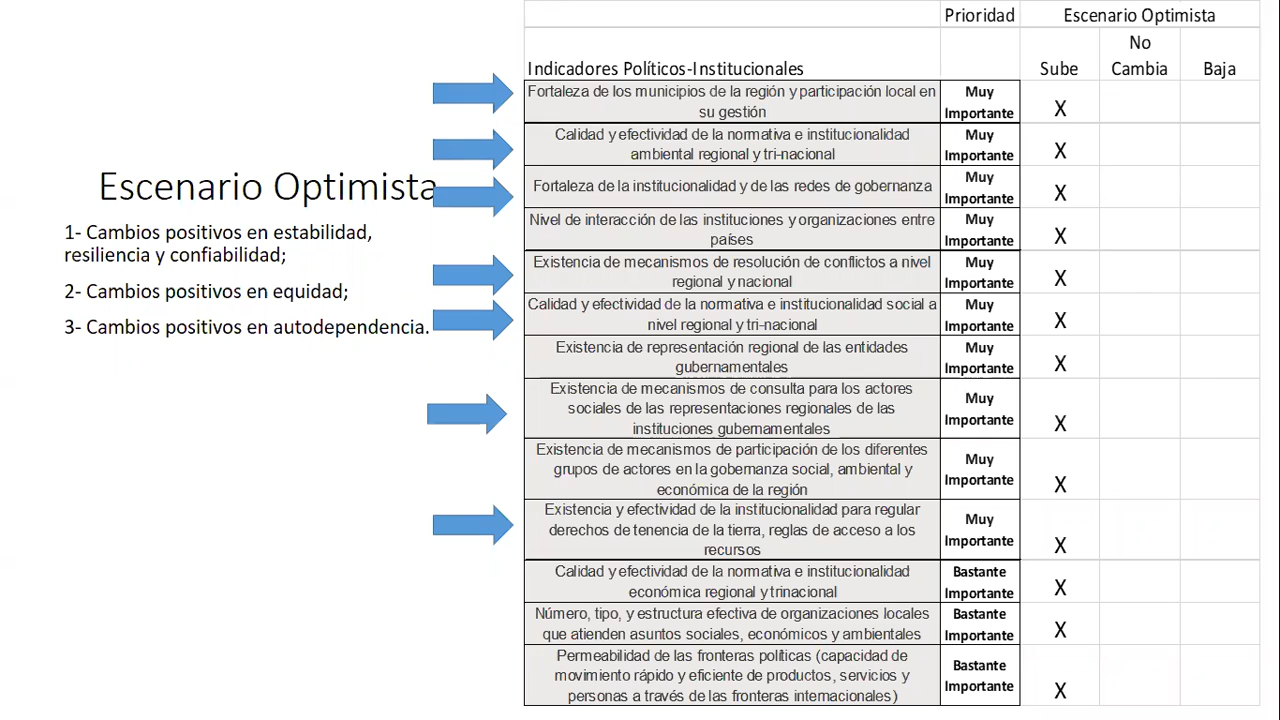 Escenario Optimista
1- Cambios positivos en estabilidad,
resiliencia y confiabilidad;
2- Cambios positivos en equidad;
3- Cambios positivos en autodependencia.
Prioridad
Escenario Optimista
Indicadores Políticos-Institucionales
Sube
No
Cambia
Baja
Fortaleza de los municipios de la región y participación local en
su gestión
Muy
Importante
X
Calidad y efectividad de la normativa e institucionalidad
ambiental regional y tri-nacional
Muy
Importante
X
Fortaleza de la institucionalidad y de las redes de gobernanza
Muy
Importante
X
Nivel de interacción de las instituciones y organizaciones entre
países
Muy
Importante
X
Existencia de mecanismos de resolución de conflictos a nivel
regional y nacional
Muy
Importante
X
Calidad y efectividad de la normativa e institucionalidad social a
nivel regional y tri-nacional
Muy
Importante
X
Existencia de representación regional de las entidades
gubernamentales
Muy
Importante
X
Existencia de mecanismos de consulta para los actores
sociales de las representaciones regionales de las
instituciones gubernamentales
Muy
Importante
X
Existencia de mecanismos de participación de los diferentes
grupos de actores en la gobernanza social, ambiental y
económica de la región
Muy
Importante
X
Existencia y efectividad de la institucionalidad para regular
derechos de tenencia de la tierra, reglas de acceso a los
recursos
Muy
Importante
X
Calidad y efectividad de la normativa e institucionalidad
económica regional y trinacional
Bastante
Importante
X
Número, tipo, y estructura efectiva de organizaciones locales
que atienden asuntos sociales, económicos y ambientales
Bastante
Importante
X
Permeabilidad de las fronteras políticas (capacidad de
movimiento rápido y eficiente de productos, servicios y
personas a través de las fronteras internacionales)
Bastante
Importante
X